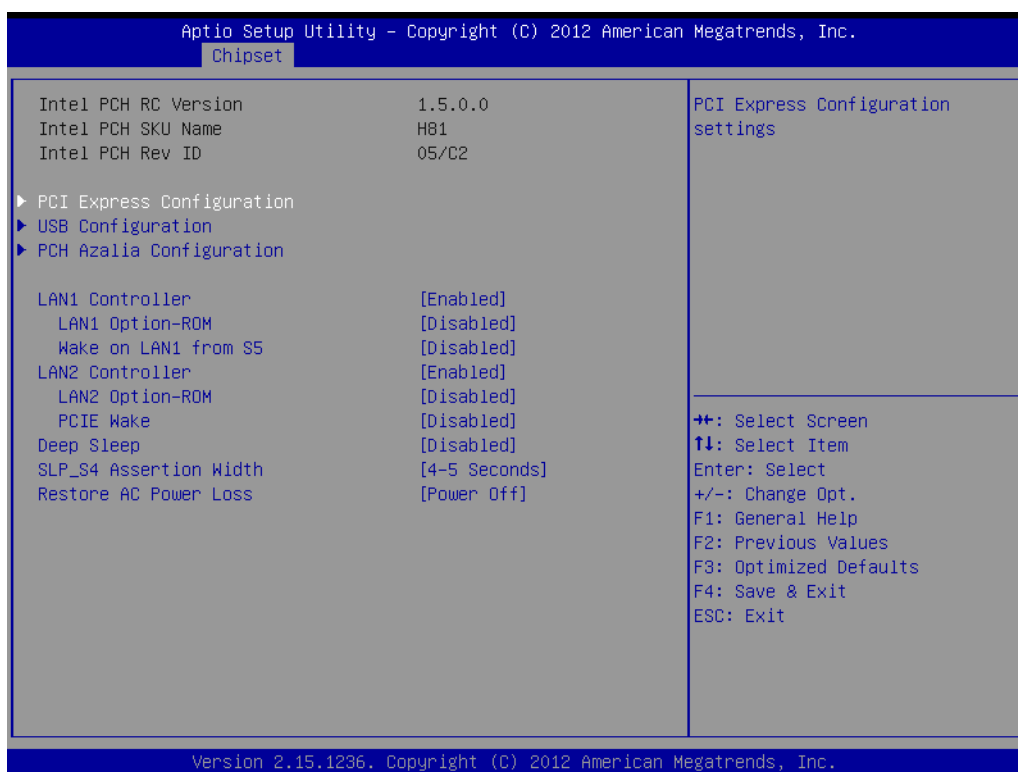 Aptio Setup Utility – Copyright (C) 2012 American Megatrends, Inc.
Chipset
Intel PCH RC Version 1.5.0.0
Intel PCH SKU Name H81
Intel PCH Rev ID 05/C2
PCI Express Configuration
USB Configuration
PCH Azalia Configuration
LAN1 Controller [Enabled]
LAN1 Option-ROM [Disabled]
Wake on LAN1 from S5 [Disabled]
LAN2 Controller [Enabled]
LAN2 Option-ROM [Disabled]
PCIE Wake [Disabled]
Deep Sleep [Disabled]
SLP_S4 Assertion Width [4-5 Seconds]
Restore AC Power Loss [Power Off]
PCI Express Configuration
settings
→←: Select Screen
↑↓: Select Item
Enter: Select
+/-: Change Opt.
F1: General Help
F2: Previous Values
F3: Optimized Defaults
F4: Save & Exit
ESC: Exit
Version 2.15.1236. Copyright (C) 2012 American Megatrends, Inc.